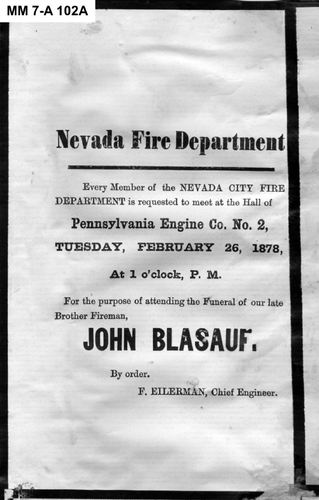 MM 7-A 102A
Nevada Fire Department
Every Member of the NEVADA CITY FIRE
DEPARTMENT is requested to meet at the Hall of
Pennsylvania Engine Co. No. 2,
TUESDAY, FEBRUARY 26, 1878,
At 1 o'clock, P. M.
For the purpose of attending the Funeral of our late
Brother Fireman,
JOHN BLASAUF.
By order.
F. EILERMAN, Chief Engineer.